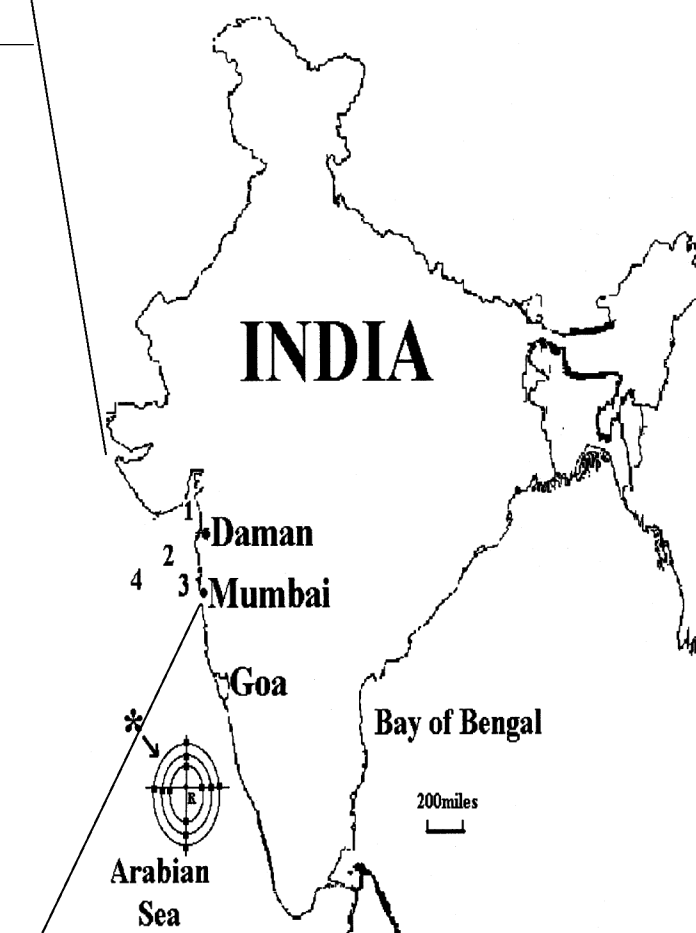 INDIA
1
Daman
2
4
3
Mumbai
Goa
*
Bay of Bengal
R
200miles
Arabian
Sea